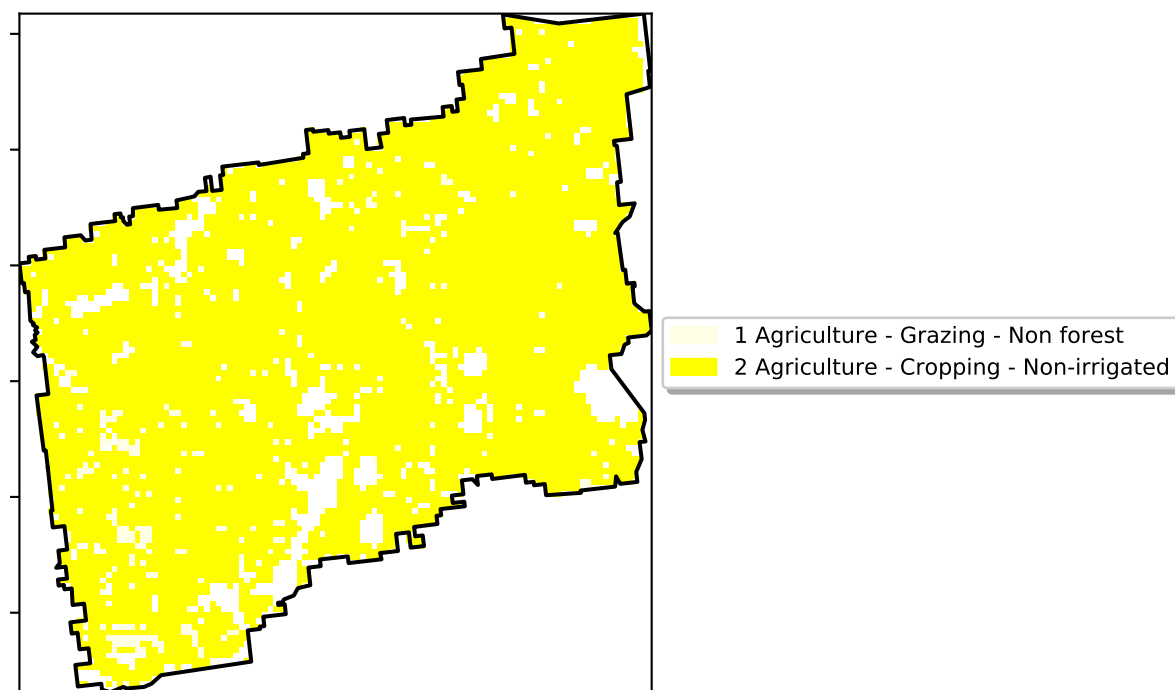 1 Agriculture - Grazing - Non forest
2 Agriculture - Cropping - Non-irrigated